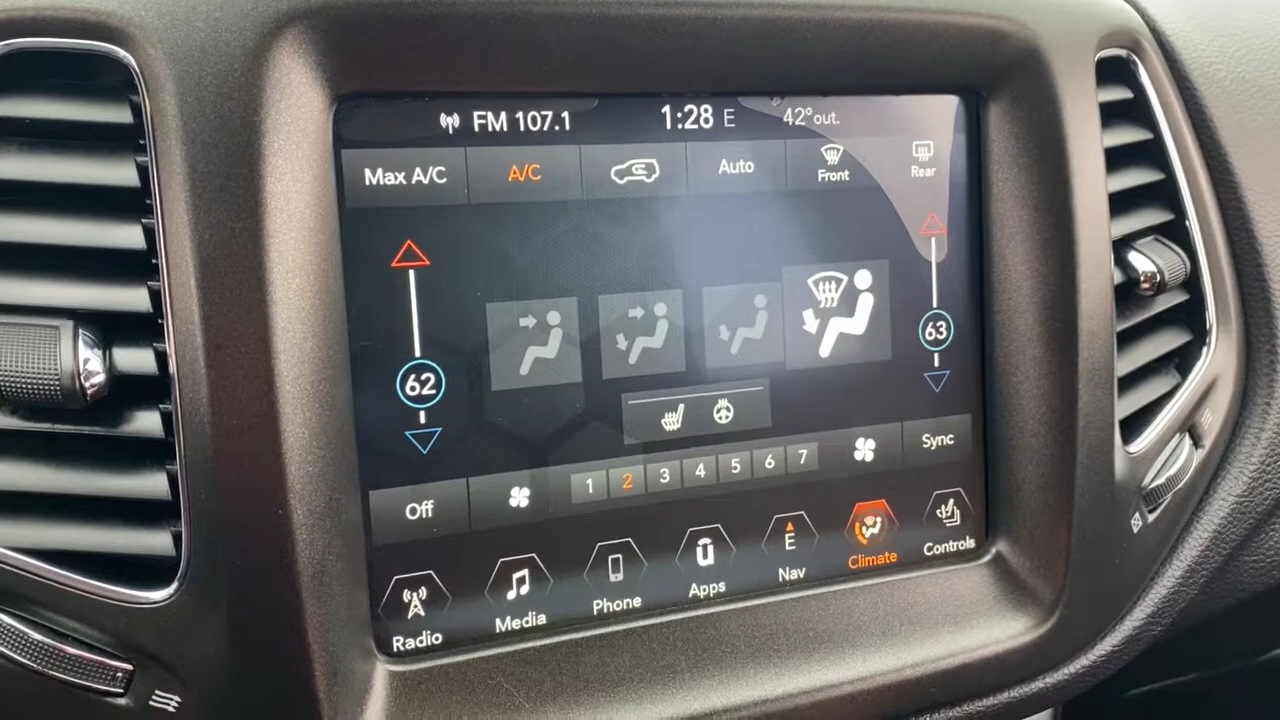 FM 107.1 1:28 E 42°out.
Max A/C A/C Auto Front Rear
62 63
Off 1 2 3 4 5 6 7 Sync
Radio Media Phone Apps E Nav Climate Controls